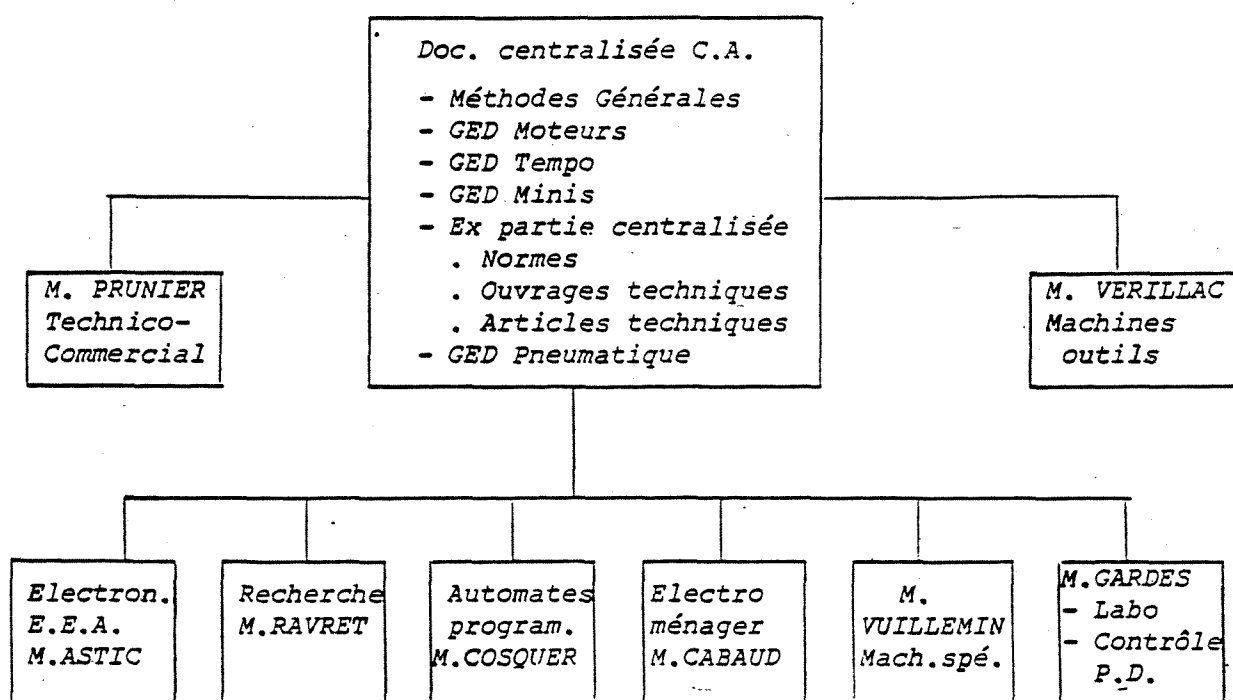 Doc. centralisée C.A.
- Méthodes Générales
- GED Moteurs
- GED Tempo
- GED Minis
- Ex partie centralisée
. Normes
. Ouvrages techniques
. Articles techniques
- GED Pneumatique
M. PRUNIER
Technico-
Commercial
M. VERILLAC
Machines
outils
Electron.
E.E.A.
M.ASTIC
Recherche
M.RAVRET
Automates
program.
M.COSQUER
Electro
ménager
M.CABAUD
M.
VUILLEMIN
Mach.spé.
M.GARDES
- Labo
- Contrôle
P.D.